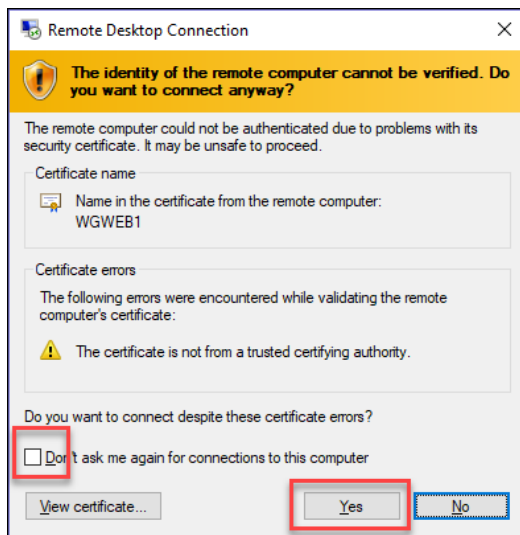 Remote Desktop Connection
The identity of the remote computer cannot be verified. Do
you want to connect anyway?
The remote computer could not be authenticated due to problems with its
security certificate. It may be unsafe to proceed.
Certificate name
Name in the certificate from the remote computer:
WGWEB1
Certificate errors
The following errors were encountered while validating the remote
computer's certificate:
The certificate is not from a trusted certifying authority.
Do you want to connect despite these certificate errors?
Don't ask me again for connections to this computer
View certificate...
Yes
No